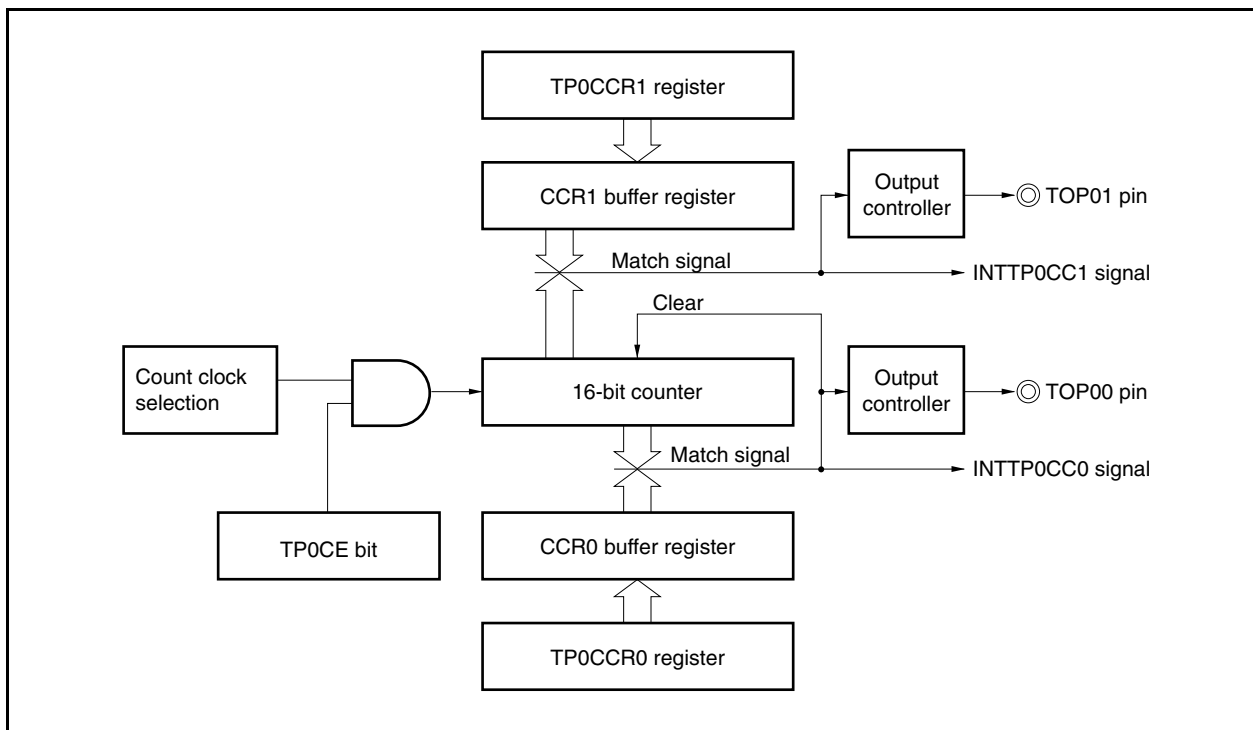 TP0CCR1 register
CCR1 buffer register
Output
controller
TOP01 pin
Match signal
INTTP0CC1 signal
Clear
Count clock
selection
16-bit counter
Output
controller
TOP00 pin
Match signal
INTTP0CC0 signal
TP0CE bit
CCR0 buffer register
TP0CCR0 register